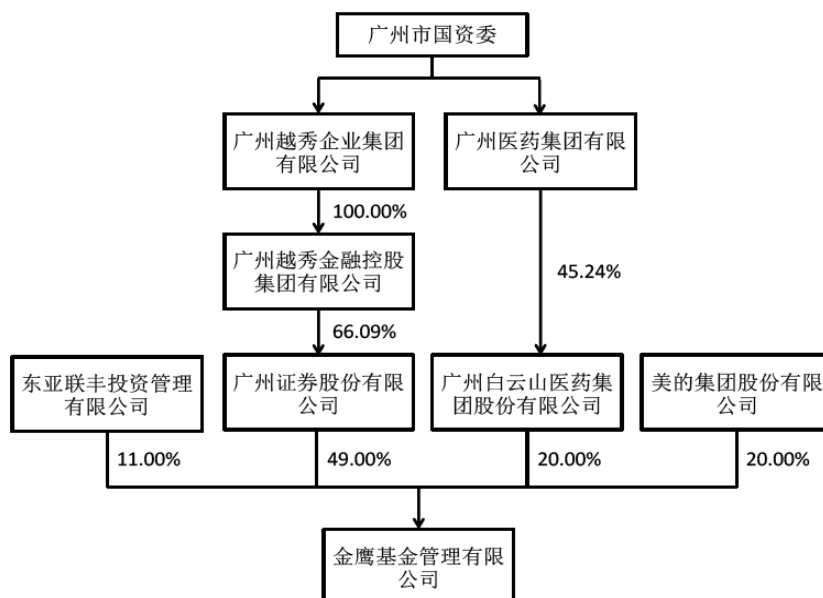 广州市国资委
广州越秀企业集团
有限公司
广州医药集团有限
公司
100.00%
广州越秀金融控股
集团有限公司
45.24%
66.09%
东亚联丰投资管理
有限公司
广州证券股份有限
公司
广州白云山医药集
团股份有限公司
美的集团股份有限
公司
11.00%
49.00%
20.00%
20.00%
金鹰基金管理有限
公司